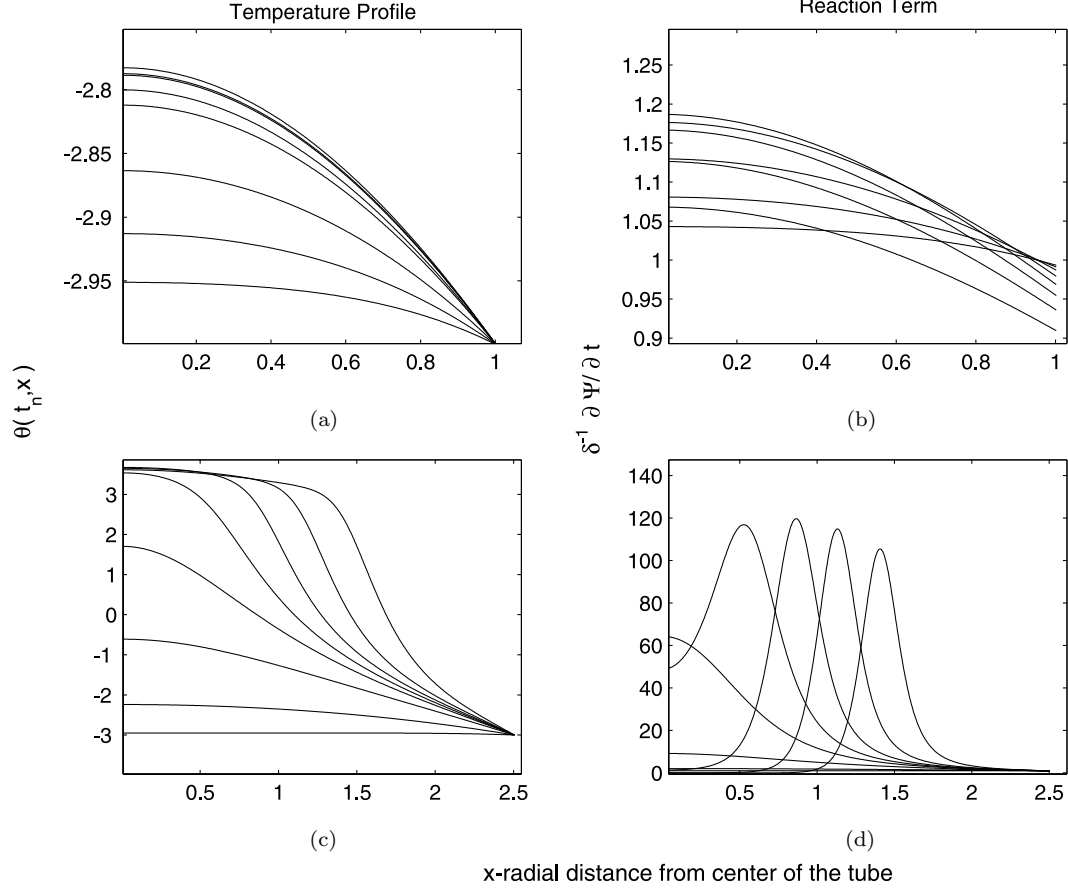 Temperature Profile
Reaction Term
-2.8
-2.85
-2.9
-2.95
0.2 0.4 0.6 0.8 1
(a)
1.25
1.2
1.15
1.1
1.05
1
0.95
0.9
0.2 0.4 0.6 0.8 1
(b)
θ( t_n,x )
δ⁻¹ ∂ Ψ/ ∂ t
3
2
1
0
-1
-2
-3
0.5 1 1.5 2 2.5
(c)
140
120
100
80
60
40
20
0
0.5 1 1.5 2 2.5
(d)
x-radial distance from center of the tube